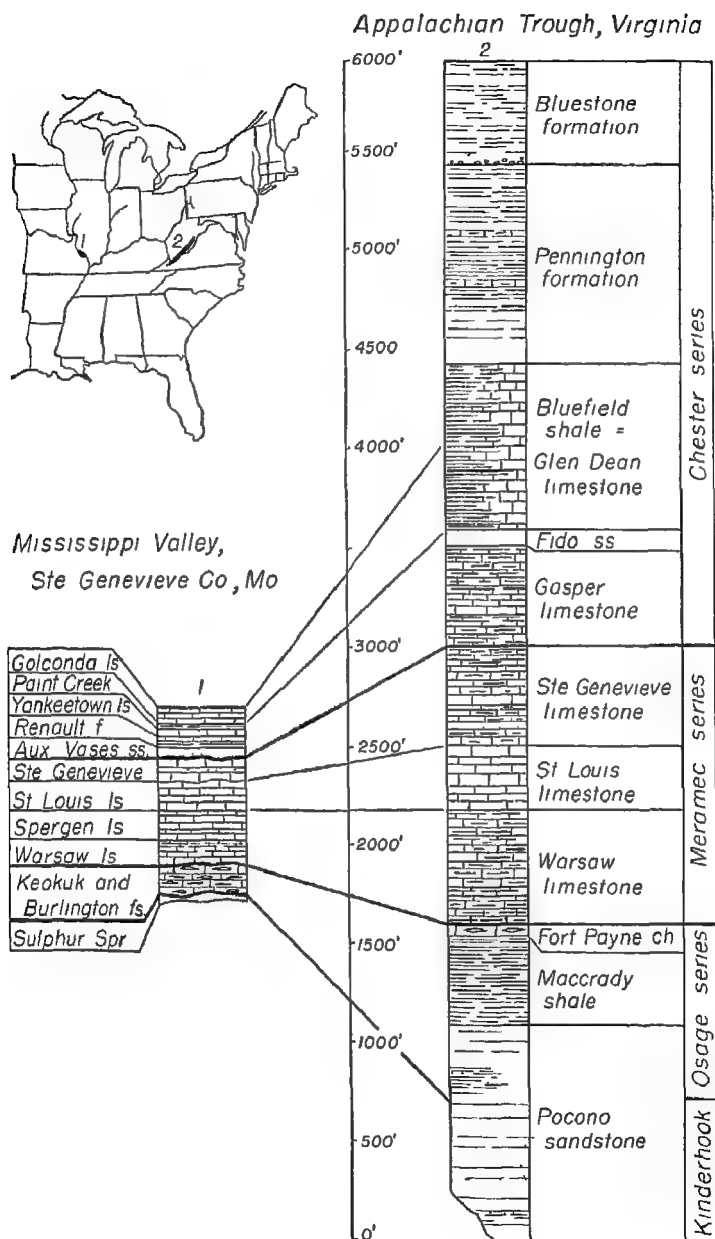 Appalachian Trough, Virginia
2
6000'
5500'
5000'
4500'
4000'
3000'
2500'
2000'
1500'
1000'
500'
0'
Bluestone
formation
Pennington
formation
Bluefield
shale =
Glen Dean
limestone
Fido ss
Gasper
limestone
Ste Genevieve
limestone
St Louis
limestone
Warsaw
limestone
Fort Payne ch
Maccrady
shale
Pocono
sandstone
Chester series
Meramec series
Osage series
Kinderhook
2
Mississippi Valley,
Ste Genevieve Co, Mo
1
Golconda ls
Paint Creek
Yankeetown ls
Renault f
Aux Vases ss.
Ste Genevieve
St Louis ls
Spergen ls
Warsaw ls
Keokuk and
Burlington fs
Sulphur Spr